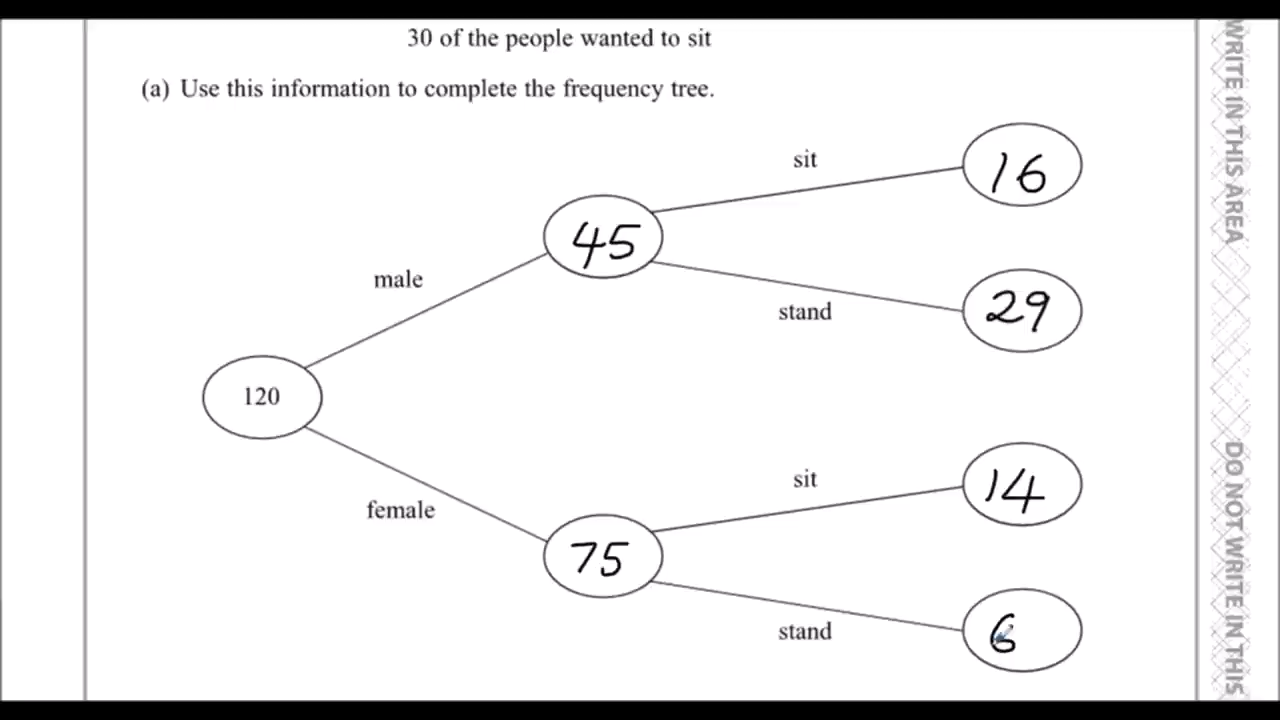 30 of the people wanted to sit
(a) Use this information to complete the frequency tree.
sit
16
45
male
stand
29
120
sit
14
female
75
stand
6
WRITE IN THIS AREA
DO NOT WRITE IN THIS